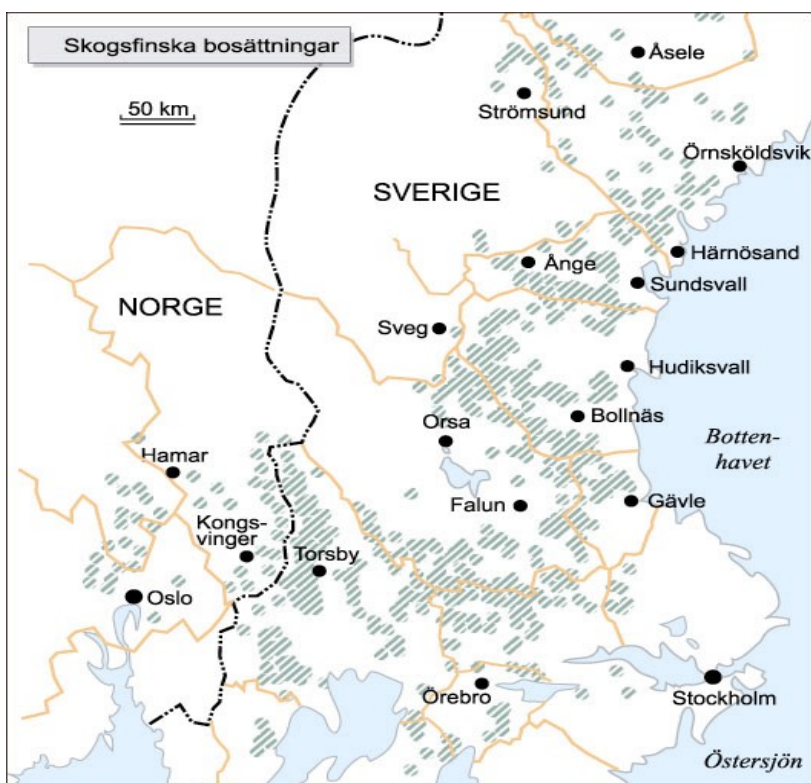 Skogsfinska bosättningar
Åsele
50 km
Strömsund
Örnsköldsvik
SVERIGE
Härnösand
Ånge
Sundsvall
NORGE
Sveg
Hudiksvall
Orsa
Bollnäs
Botten-
havet
Hamar
Falun
Gävle
Kongs-
vinger
Torsby
Oslo
Örebro
Stockholm
Östersjön